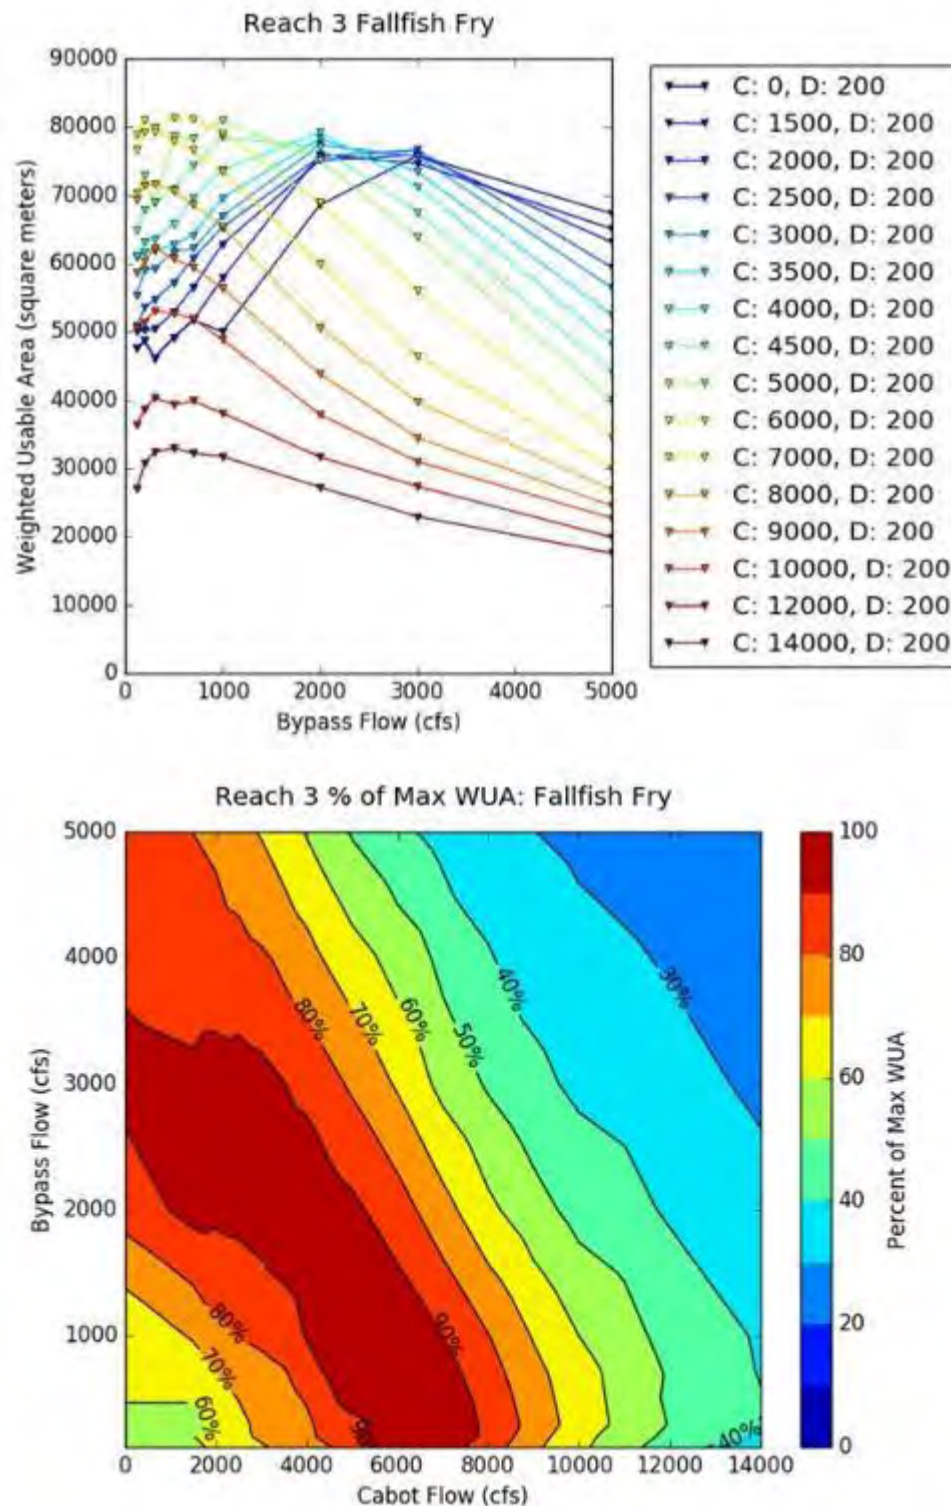 Reach 3 Fallfish Fry
90000
80000
70000
60000
50000
40000
30000
20000
10000
0
Weighted Usable Area (square meters)
0 1000 2000 3000 4000 5000
Bypass Flow (cfs)
C: 0, D: 200
C: 1500, D: 200
C: 2000, D: 200
C: 2500, D: 200
C: 3000, D: 200
C: 3500, D: 200
C: 4000, D: 200
C: 4500, D: 200
C: 5000, D: 200
C: 6000, D: 200
C: 7000, D: 200
C: 8000, D: 200
C: 9000, D: 200
C: 10000, D: 200
C: 12000, D: 200
C: 14000, D: 200
Reach 3 % of Max WUA: Fallfish Fry
5000
4000
3000
2000
1000
Bypass Flow (cfs)
80%
70%
60%
50%
40%
30%
80%
70%
60%
90%
40%
0 2000 4000 6000 8000 10000 12000 14000
Cabot Flow (cfs)
100
80
60
40
20
0
Percent of Max WUA